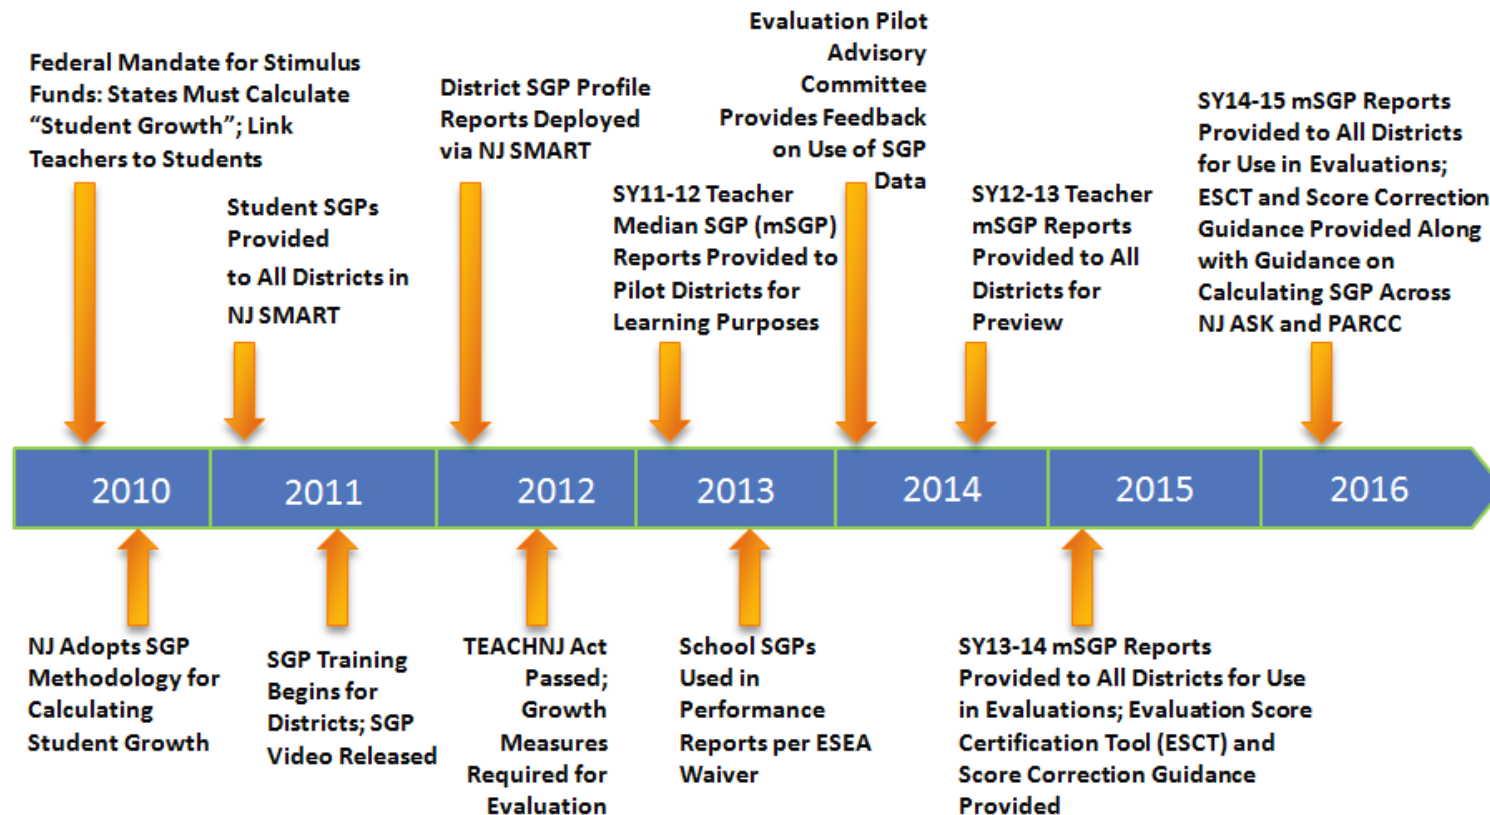 Federal Mandate for Stimulus
Funds: States Must Calculate
“Student Growth”; Link
Teachers to Students
Student SGPs
Provided
to All Districts in
NJ SMART
District SGP Profile
Reports Deployed
via NJ SMART
SY11-12 Teacher
Median SGP (mSGP)
Reports Provided to
Pilot Districts for
Learning Purposes
Evaluation Pilot
Advisory
Committee
Provides Feedback
on Use of SGP
Data
SY12-13 Teacher
mSGP Reports
Provided to All
Districts for
Preview
SY14-15 mSGP Reports
Provided to All Districts
for Use in Evaluations;
ESCT and Score Correction
Guidance Provided Along
with Guidance on
Calculating SGP Across
NJ ASK and PARCC
2010
2011
2012
2013
2014
2015
2016
NJ Adopts SGP
Methodology for
Calculating
Student Growth
SGP Training
Begins for
Districts; SGP
Video Released
TEACHNJ Act
Passed;
Growth
Measures
Required for
Evaluation
School SGPs
Used in
Performance
Reports per ESEA
Waiver
SY13-14 mSGP Reports
Provided to All Districts for Use
in Evaluations; Evaluation Score
Certification Tool (ESCT) and
Score Correction Guidance
Provided